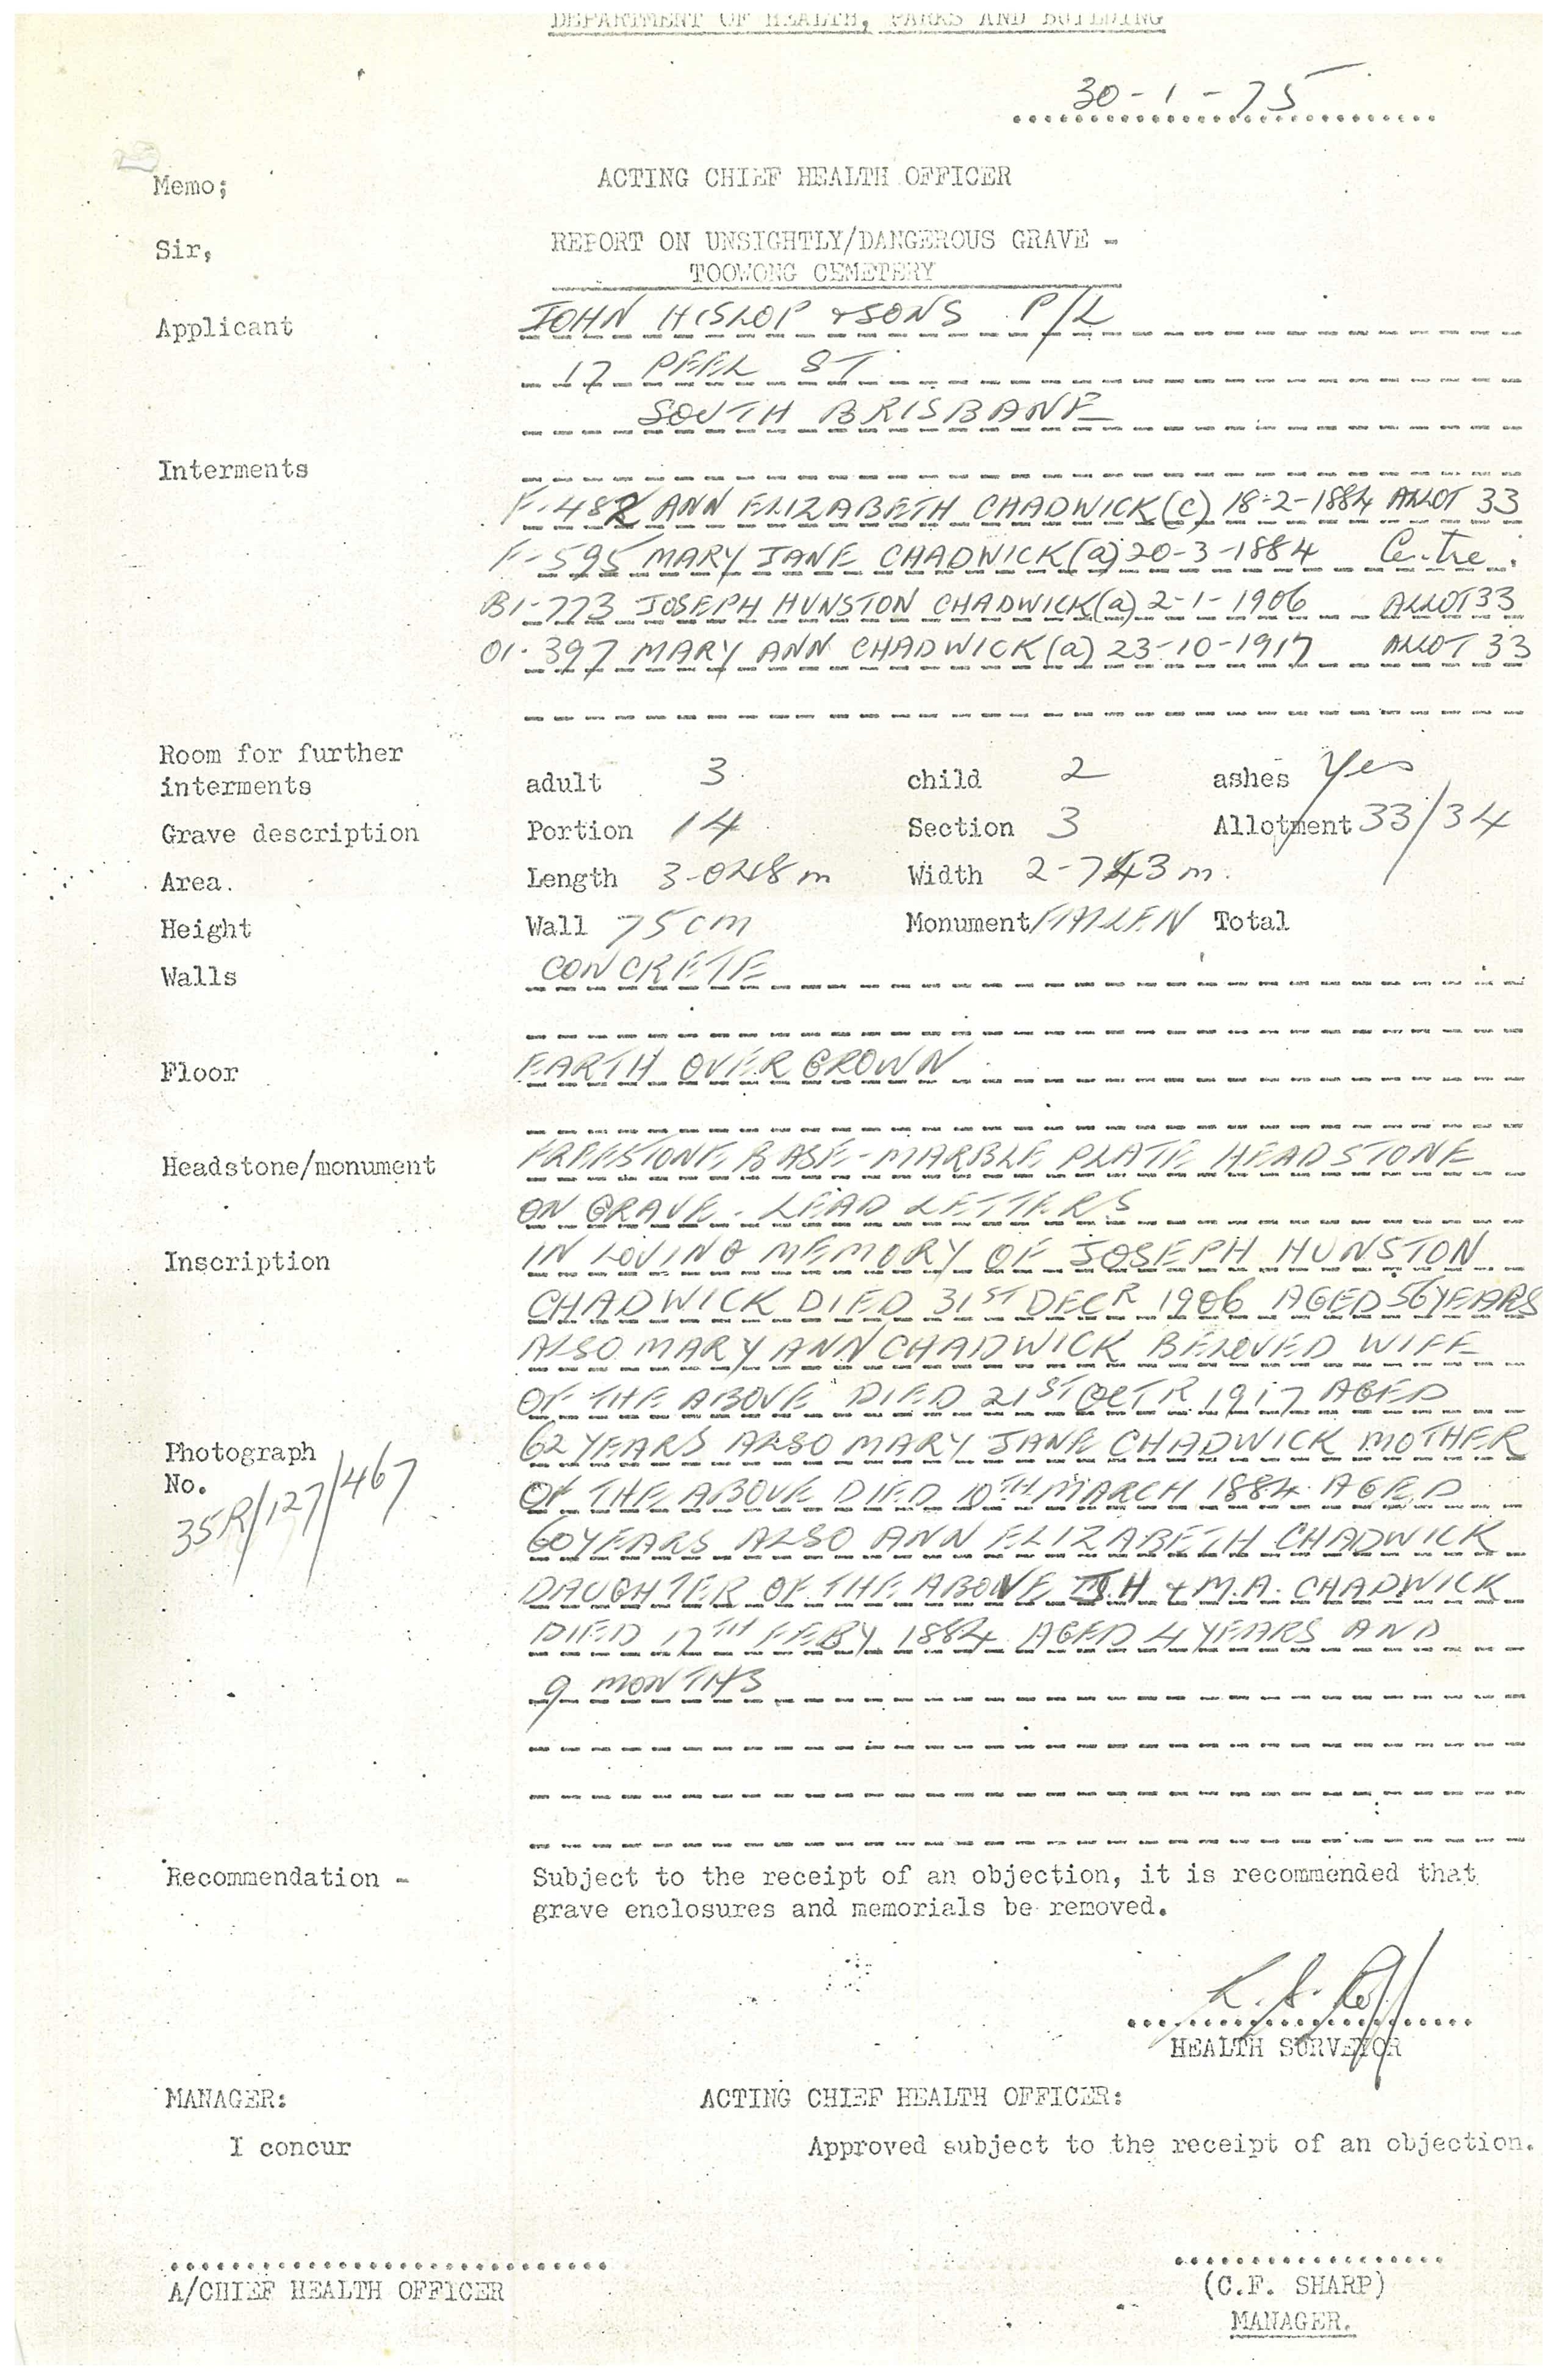 DEPARTMENT OF HEALTH, PARKS AND BUILDING
30-1-75
Memo; ACTING CHIEF HEALTH OFFICER
Sir, REPORT ON UNSIGHTLY/DANGEROUS GRAVE -
TOOWONG CEMETERY
Applicant JOHN HISLOP & SONS P/L
17 PEEL ST
SOUTH BRISBANE
Interments
F-482 ANN ELIZABETH CHADWICK (c) 18-2-1884 ALLOT 33
F-595 MARY JANE CHADWICK (a) 20-3-1884 Centre
B1-773 JOSEPH HUNSTON CHADWICK (a) 2-1-1906 ALLOT 33
O1-397 MARY ANN CHADWICK (a) 23-10-1917 ALLOT 33
Room for further
interments adult 3 child 2 ashes Yes
Grave description Portion 14 Section 3 Allotment 33/34
Area. Length 3-048m Width 2-743m.
Height Wall 75cm Monument FALLEN Total
Walls CONCRETE
Floor EARTH OVERGROWN
Headstone/monument FREESTONE BASE - MARBLE PLATE HEADSTONE
ON GRAVE - LEAD LETTERS
Inscription IN LOVING MEMORY OF JOSEPH HUNSTON
CHADWICK DIED 31ST DECR 1906 AGED 56 YEARS
ALSO MARY ANN CHADWICK BELOVED WIFE
OF THE ABOVE DIED 21ST OCTR 1917 AGED
Photograph 62 YEARS ALSO MARY JANE CHADWICK MOTHER
No. OF THE ABOVE DIED 10TH MARCH 1884 AGED
35R/127/467
60 YEARS ALSO ANN ELIZABETH CHADWICK
DAUGHTER OF THE ABOVE J.H & M.A. CHADWICK
DIED 17TH FEBY 1884 AGED 4 YEARS AND
9 MONTHS
Recommendation - Subject to the receipt of an objection, it is recommended that
grave enclosures and memorials be removed.
HEALTH SURVEYOR
MANAGER: ACTING CHIEF HEALTH OFFICER:
I concur Approved subject to the receipt of an objection.
A/CHIEF HEALTH OFFICER (C.F. SHARP)
MANAGER.